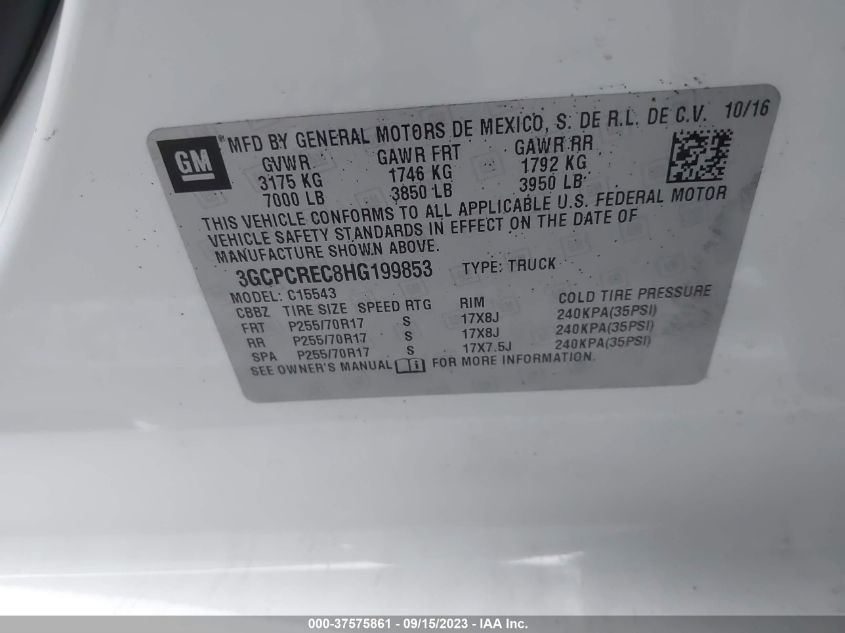 GM
MFD BY GENERAL MOTORS DE MEXICO, S. DE R.L. DE C.V. 10/16
GVWR GAWR FRT GAWR RR
3175 KG 1746 KG 1792 KG
7000 LB 3850 LB 3950 LB
THIS VEHICLE CONFORMS TO ALL APPLICABLE U.S. FEDERAL MOTOR
VEHICLE SAFETY STANDARDS IN EFFECT ON THE DATE OF
MANUFACTURE SHOWN ABOVE.
3GCPCREC8HG199853 TYPE: TRUCK
MODEL: C15543
CBBZ TIRE SIZE SPEED RTG RIM COLD TIRE PRESSURE
FRT P255/70R17 S 17X8J 240KPA(35PSI)
RR P255/70R17 S 17X8J 240KPA(35PSI)
SPA P255/70R17 S 17X7.5J 240KPA(35PSI)
SEE OWNER'S MANUAL FOR MORE INFORMATION.
000-37575861 - 09/15/2023 - IAA Inc.